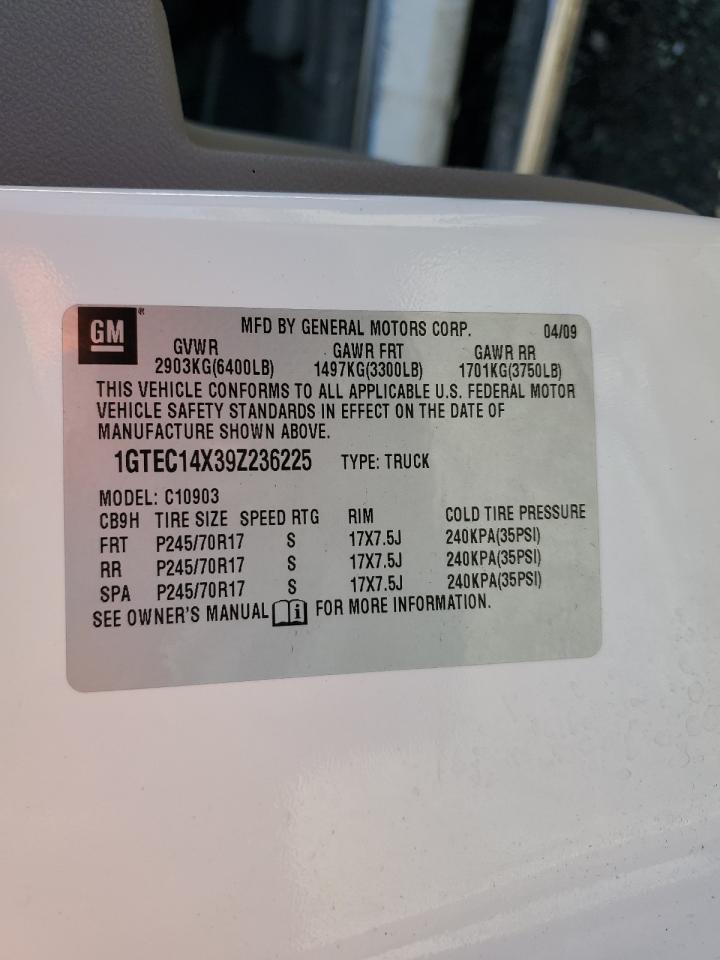 GM ® MFD BY GENERAL MOTORS CORP. 04/09
GVWR GAWR FRT GAWR RR
2903KG(6400LB) 1497KG(3300LB) 1701KG(3750LB)
THIS VEHICLE CONFORMS TO ALL APPLICABLE U.S. FEDERAL MOTOR
VEHICLE SAFETY STANDARDS IN EFFECT ON THE DATE OF
MANUFACTURE SHOWN ABOVE.
1GTEC14X39Z236225 TYPE: TRUCK
MODEL: C10903
CB9H TIRE SIZE SPEED RTG RIM COLD TIRE PRESSURE
FRT P245/70R17 S 17X7.5J 240KPA(35PSI)
RR P245/70R17 S 17X7.5J 240KPA(35PSI)
SPA P245/70R17 S 17X7.5J 240KPA(35PSI)
SEE OWNER'S MANUAL i FOR MORE INFORMATION.